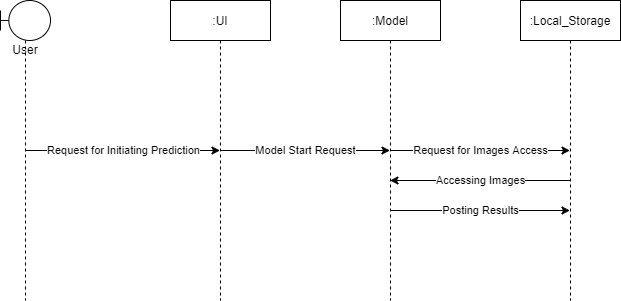 :UI
:Model
:Local_Storage
User
Request for Initiating Prediction
Model Start Request
Request for Images Access
Accessing Images
Posting Results